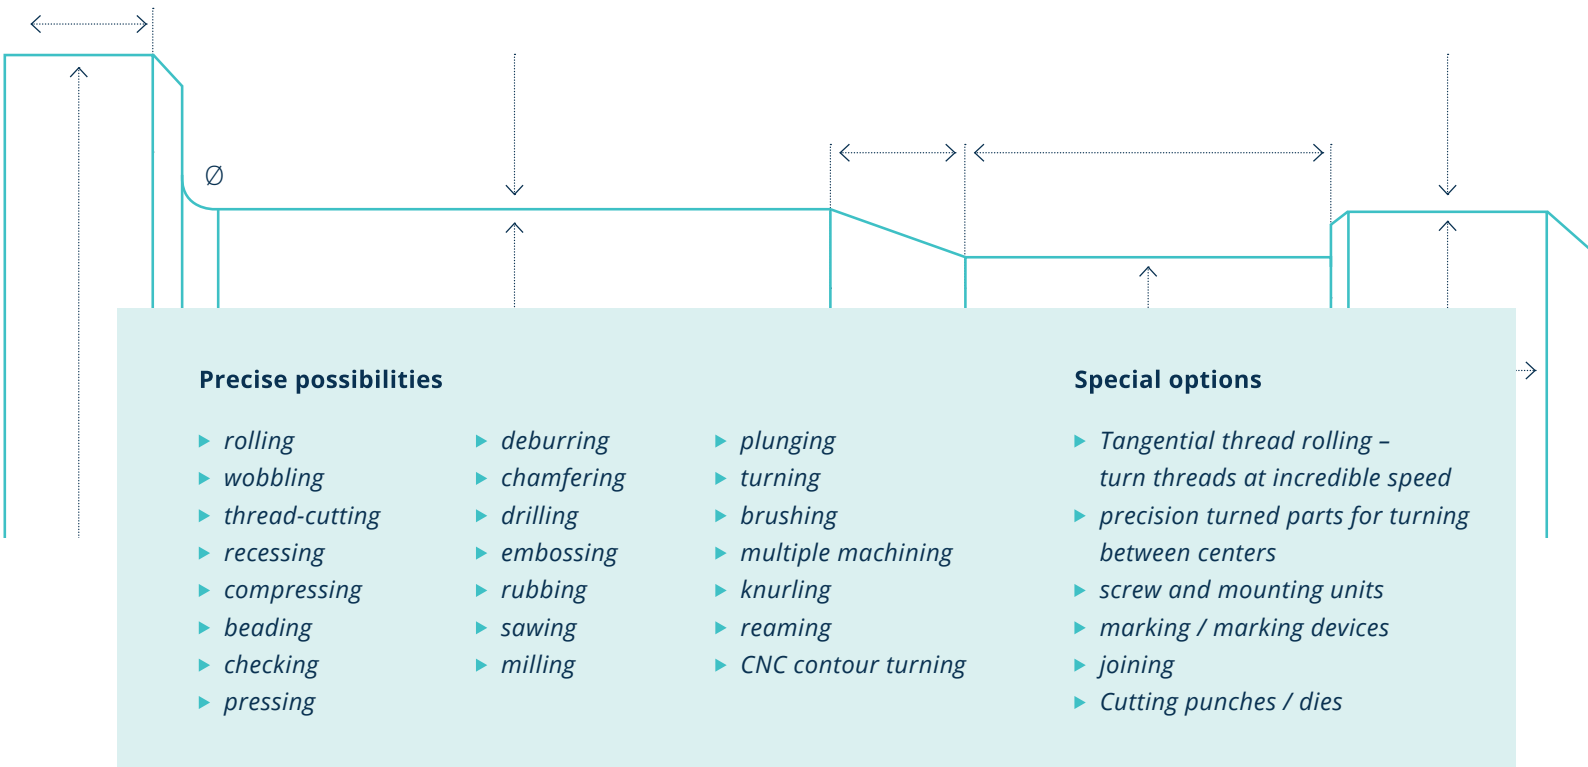 Ø
Precise possibilities
rolling
wobbling
thread-cutting
recessing
compressing
beading
checking
pressing
deburring
chamfering
drilling
embossing
rubbing
sawing
milling
plunging
turning
brushing
multiple machining
knurling
reaming
CNC contour turning
Special options
Tangential thread rolling –
turn threads at incredible speed
precision turned parts for turning
between centers
screw and mounting units
marking / marking devices
joining
Cutting punches / dies